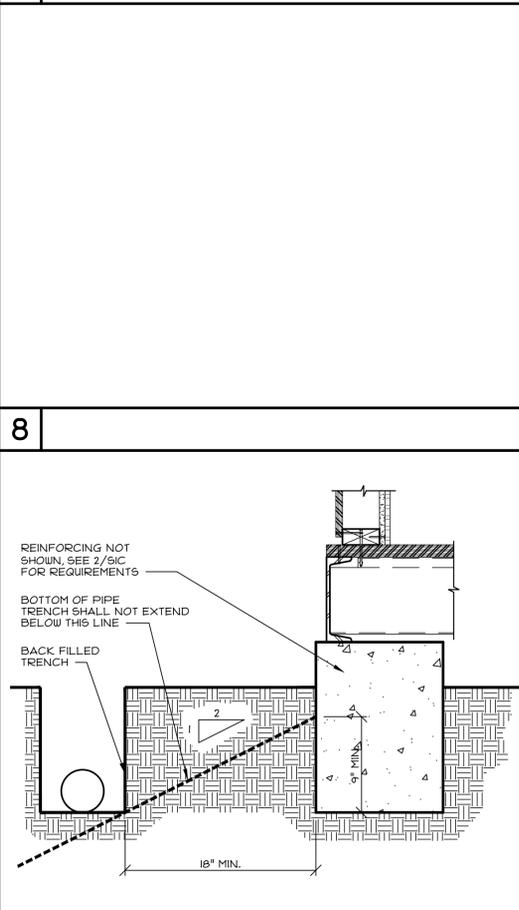 8
REINFORCING NOT
SHOWN, SEE 2/SIC
FOR REQUIREMENTS
BOTTOM OF PIPE
TRENCH SHALL NOT EXTEND
BELOW THIS LINE
BACK FILLED
TRENCH
2
1
9" MIN.
18" MIN.